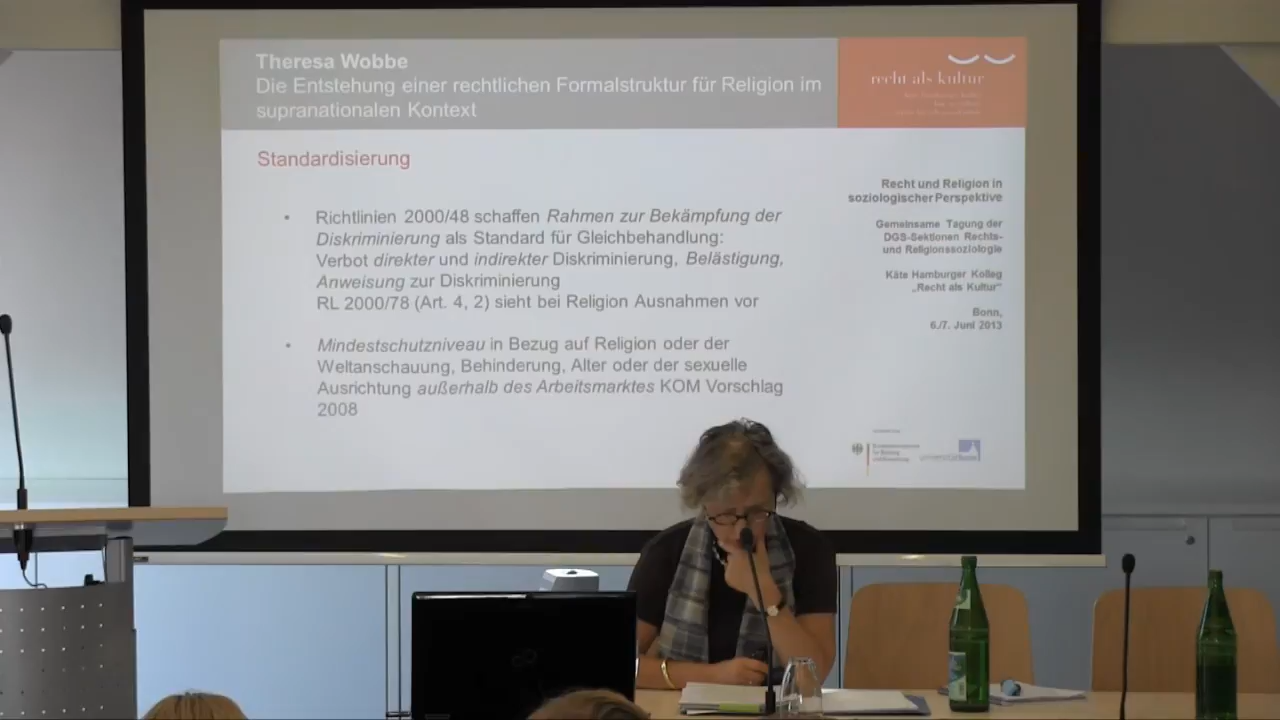 Theresa Wobbe
Die Entstehung einer rechtlichen Formalstruktur für Religion im
supranationalen Kontext
recht als kultur
Standardisierung
• Richtlinien 2000/48 schaffen Rahmen zur Bekämpfung der
Diskriminierung als Standard für Gleichbehandlung:
Verbot direkter und indirekter Diskriminierung, Belästigung,
Anweisung zur Diskriminierung
RL 2000/78 (Art. 4, 2) sieht bei Religion Ausnahmen vor
• Mindestschutzniveau in Bezug auf Religion oder der
Weltanschauung, Behinderung, Alter oder der sexuelle
Ausrichtung außerhalb des Arbeitsmarktes KOM Vorschlag
2008
Recht und Religion in
soziologischer Perspektive
Gemeinsame Tagung der
DGS-Sektionen Rechts-
und Religionssoziologie
Käte Hamburger Kolleg
„Recht als Kultur“
Bonn,
6./7. Juni 2013